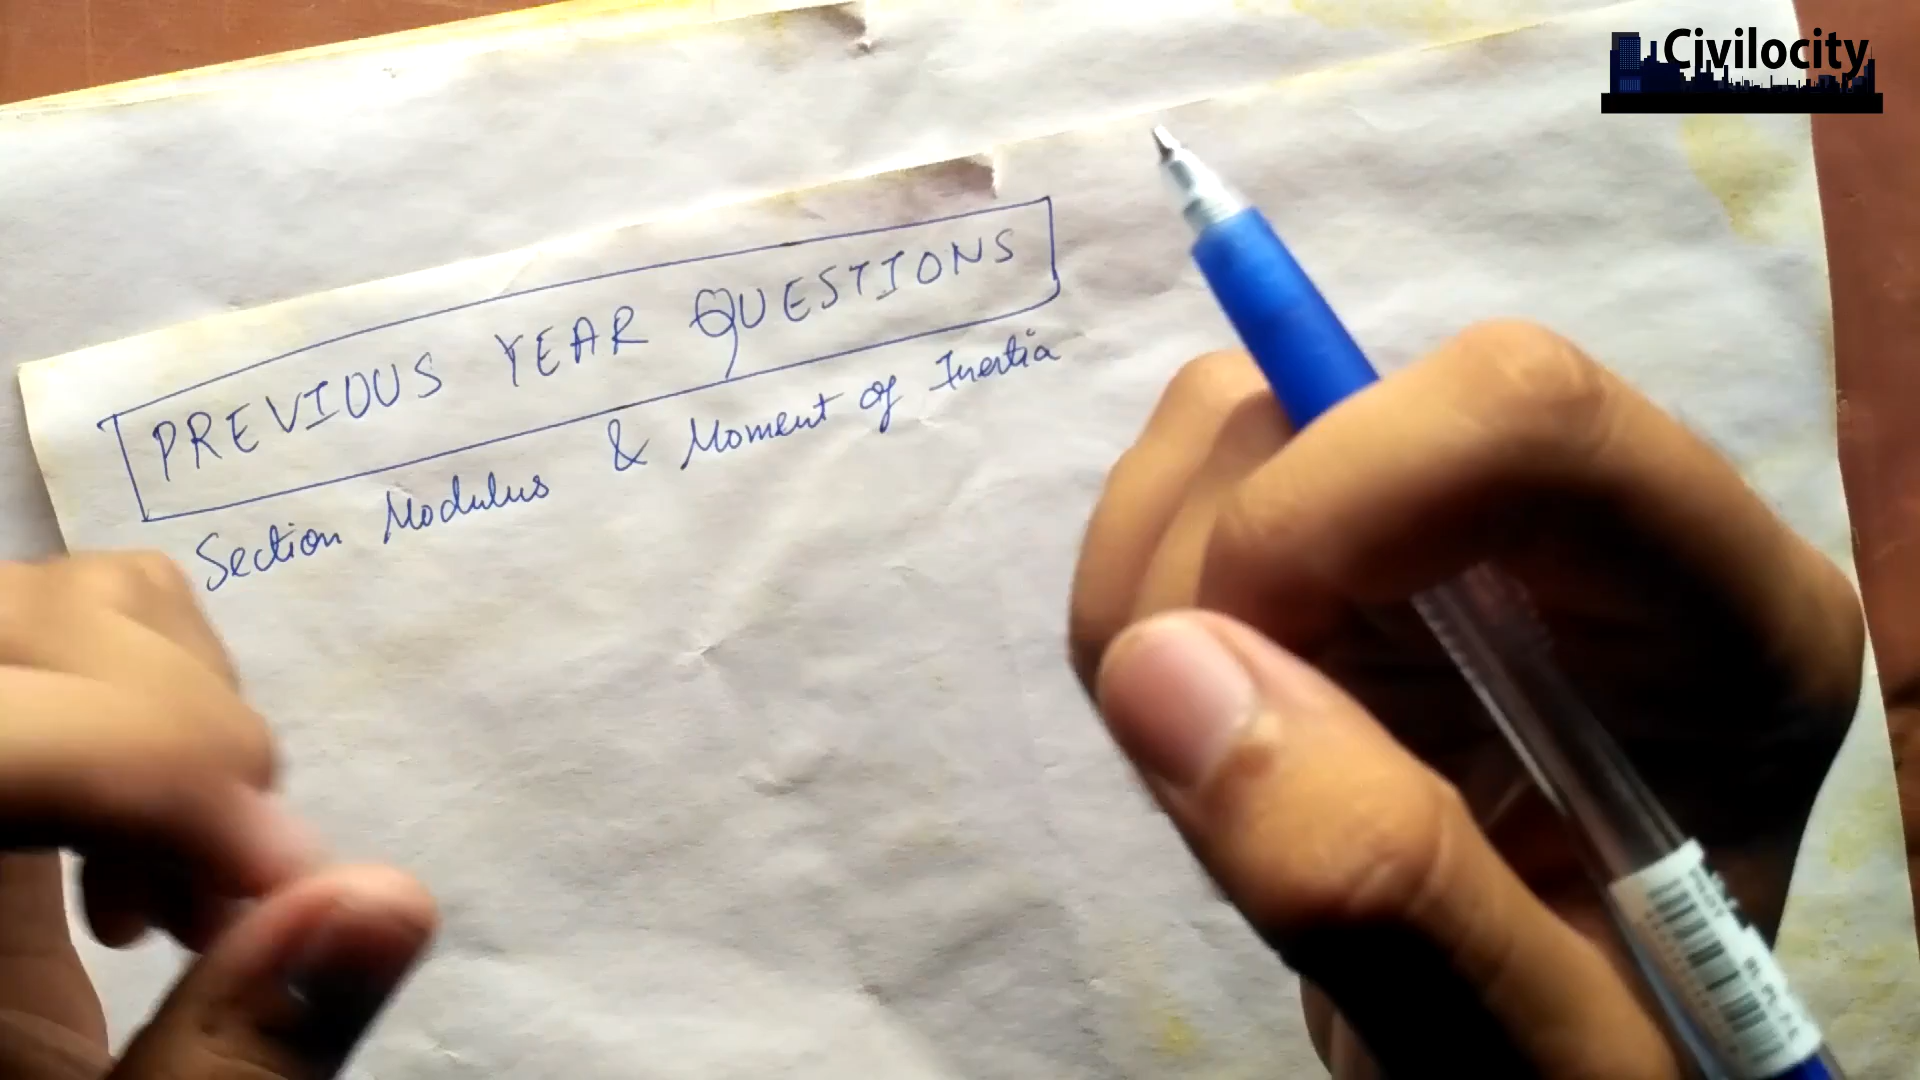 Civilocity
PREVIOUS YEAR QUESTIONS
Section Modulus & Moment of Inertia